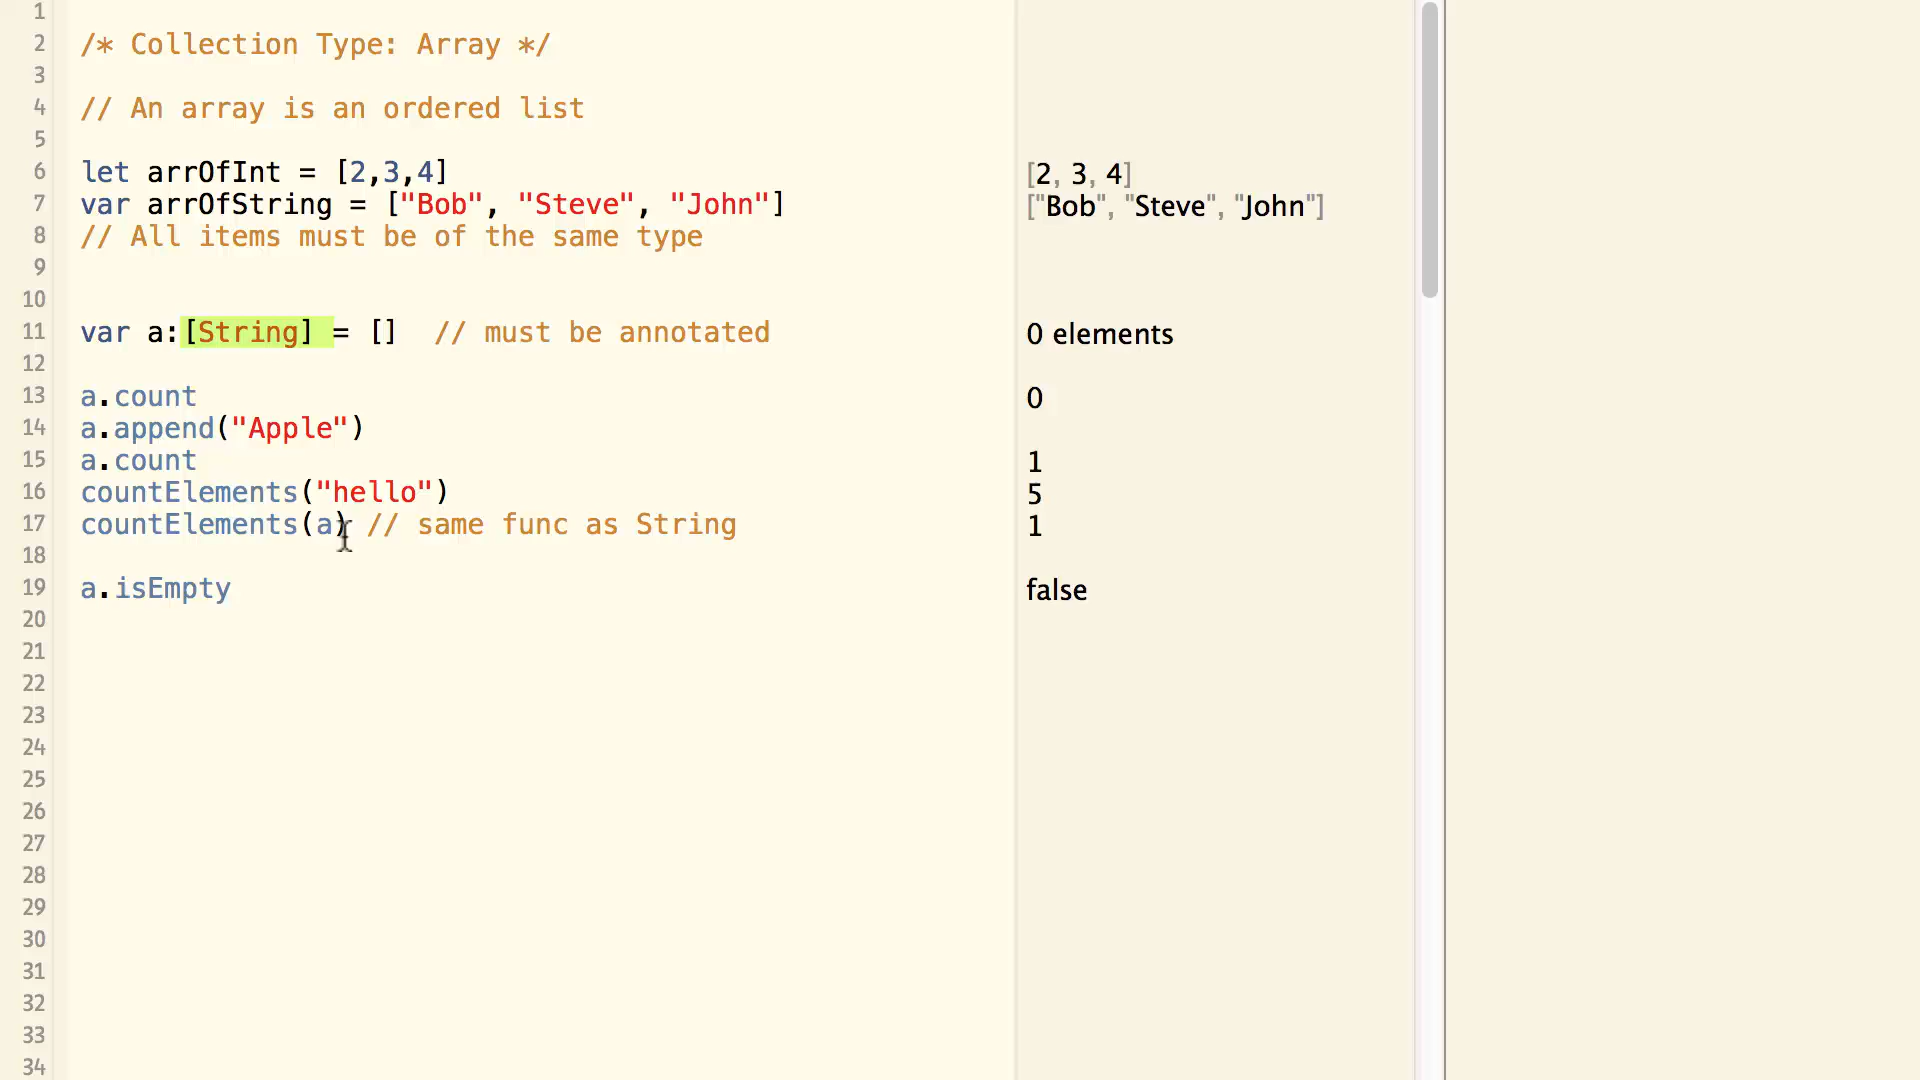 1
2 /* Collection Type: Array */
3
4 // An array is an ordered list
5
6 let arrOfInt = [2,3,4] [2, 3, 4]
7 var arrOfString = ["Bob", "Steve", "John"] ["Bob", "Steve", "John"]
8 // All items must be of the same type
9
10
11 var a:[String] = []  // must be annotated 0 elements
12
13 a.count 0
14 a.append("Apple")
15 a.count 1
16 countElements("hello") 5
17 countElements(a) // same func as String 1
18
19 a.isEmpty false
20
21
22
23
24
25
26
27
28
29
30
31
32
33
34